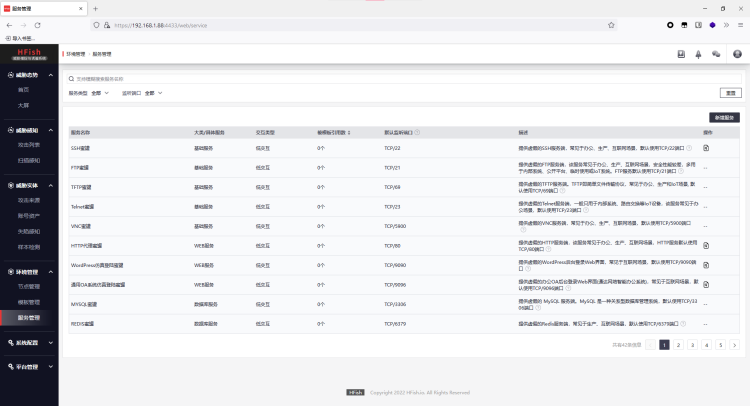 服务管理
https://192.168.1.88:4433/web/service
导入书签...
HFish
环境管理 › 服务管理
威胁态势
首页
大屏
威胁感知
攻击列表
扫描感知
威胁实体
攻击来源
账号资产
失陷感知
样本检测
环境管理
节点管理
模板管理
服务管理
系统配置
平台管理
支持模糊搜索服务名称
服务类型 全部 监听端口 全部 重置
新增服务
服务名称 大类/具体服务 交互类型 被模板引用数 默认监听端口 描述 操作
SSH蜜罐 基础服务 低交互 0个 TCP/22 提供虚假的SSH服务端，常见于办公、生产、互联网场景，默认使用TCP/22端口
FTP蜜罐 基础服务 低交互 0个 TCP/21 提供虚假的FTP服务端，该服务常见于办公、生产、互联网场景，安全性能较差，多用
于内部系统、公开平台、临时使用或IoT系统。FTP服务默认使用TCP/21端口 --
TFTP蜜罐 基础服务 低交互 0个 TCP/69 提供虚假的TFTP服务端，TFTP即简单文件传输协议，常见于办公、生产和IoT场景, 默
认使用TCP/69端口 --
Telnet蜜罐 基础服务 低交互 0个 TCP/23 提供虚假的Telnet服务端，一般只用于内部系统、路由交换等IoT设备，该服务常见于办
公场景，默认使用TCP/23端口 --
VNC蜜罐 基础服务 低交互 0个 TCP/5900 提供虚假的VNC服务端，常见于办公、生产、互联网场景，默认使用TCP/5900端口 --
HTTP代理蜜罐 WEB服务 低交互 0个 TCP/80 提供虚假的HTTP服务端，该服务常见于办公、生产、互联网场景，HTTP服务默认使用
TCP/80端口
WordPress仿真登陆蜜罐 WEB服务 低交互 0个 TCP/9090 提供虚假的WordPress后台登录Web界面，常见于互联网场景，默认使用TCP/9090端
口
通用OA系统仿真登陆蜜罐 WEB服务 低交互 0个 TCP/9096 提供虚假的办公OA后台登录Web界面(通达网络智能办公系统)，常见于互联网场景，默
认使用TCP/9096端口
MYSQL蜜罐 数据库服务 低交互 0个 TCP/3306 提供虚假的 MySQL 服务端，MySQL 是一种关系型数据库管理系统，默认使用TCP/33
06端口 --
REDIS蜜罐 数据库服务 低交互 0个 TCP/6379 提供虚假的Redis服务端，常见于生产、互联网场景，默认使用TCP/6379端口 --
共有42条信息 1 2 3 4 5
HFish Copyright 2022 HFish.io. All Rights Reserved